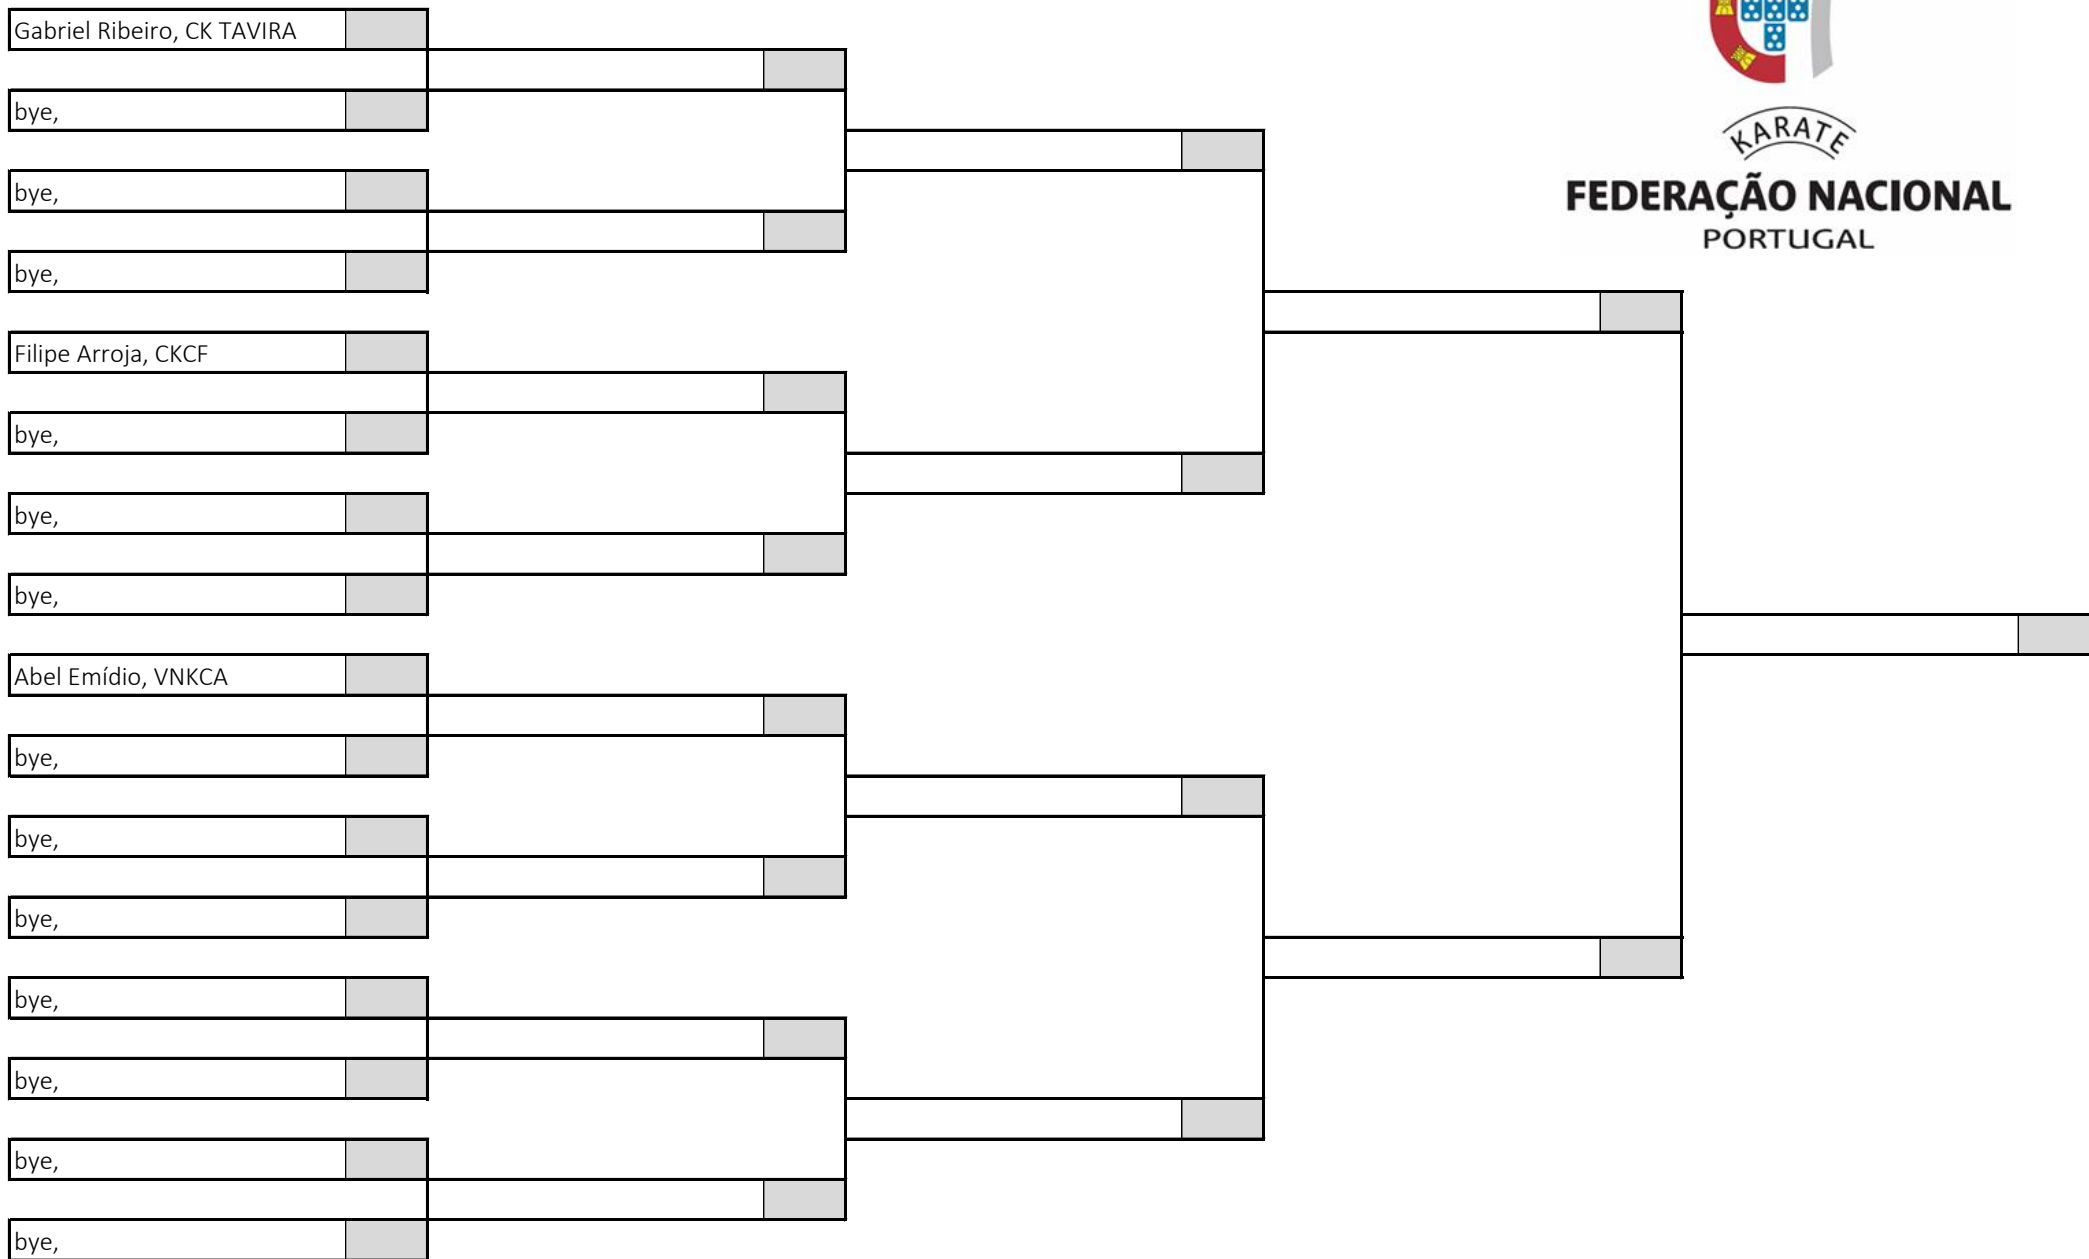 Gabriel Ribeiro, CK TAVIRA
bye,
KARATE
bye,
FEDERAÇÃO NACIONAL
PORTUGAL
bye,
Filipe Arroja, CKCF
bye,
bye,
bye,
Abel Emídio, VNKCA
bye,
bye,
bye,
bye,
bye,
bye,
bye,